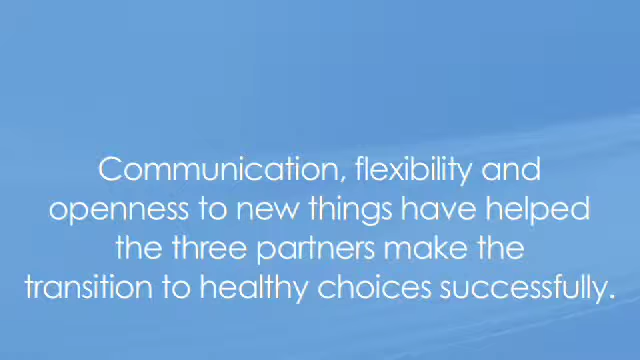 Communication, flexibility and
openness to new things have helped
the three partners make the
transition to healthy choices successfully.